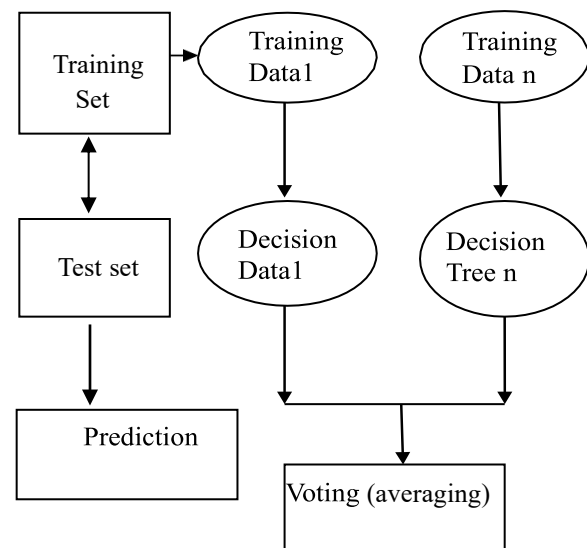 Training
Set
Training
Data1
Training
Data n
Test set
Decision
Data1
Decision
Tree n
Prediction
Voting (averaging)